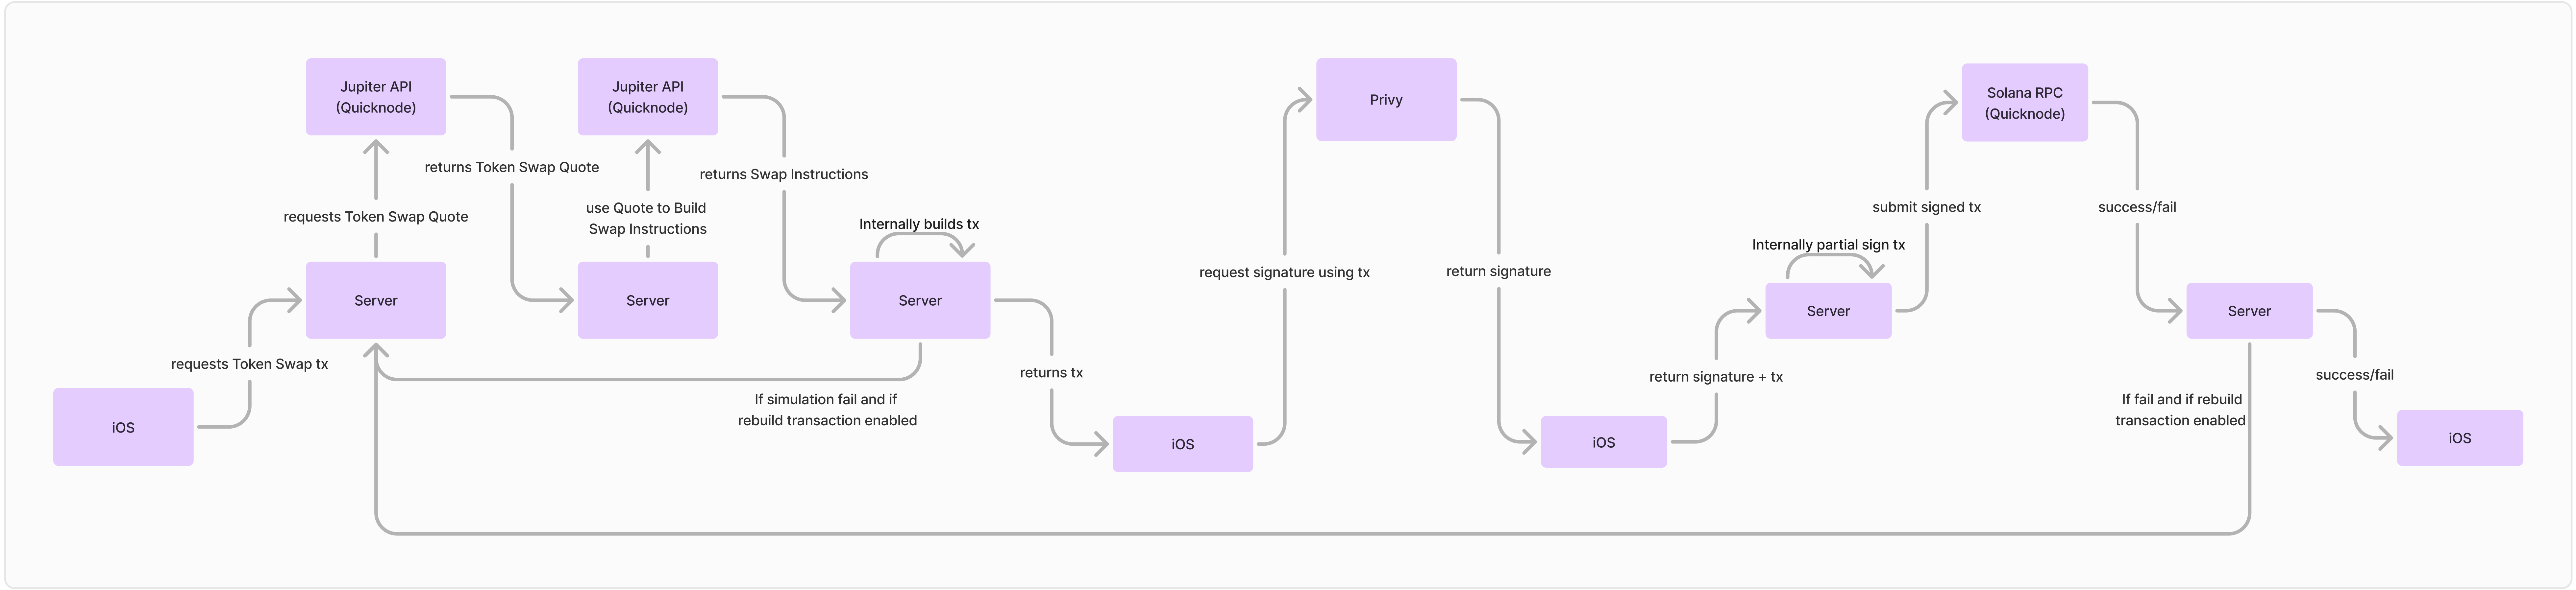 iOS
requests Token Swap tx
Server
requests Token Swap Quote
Jupiter API
(Quicknode)
returns Token Swap Quote
Server
use Quote to Build
Swap Instructions
Jupiter API
(Quicknode)
returns Swap Instructions
Internally builds tx
Server
If simulation fail and if
rebuild transaction enabled
returns tx
iOS
request signature using tx
Privy
return signature
iOS
return signature + tx
Internally partial sign tx
Server
submit signed tx
Solana RPC
(Quicknode)
success/fail
Server
If fail and if rebuild
transaction enabled
success/fail
iOS